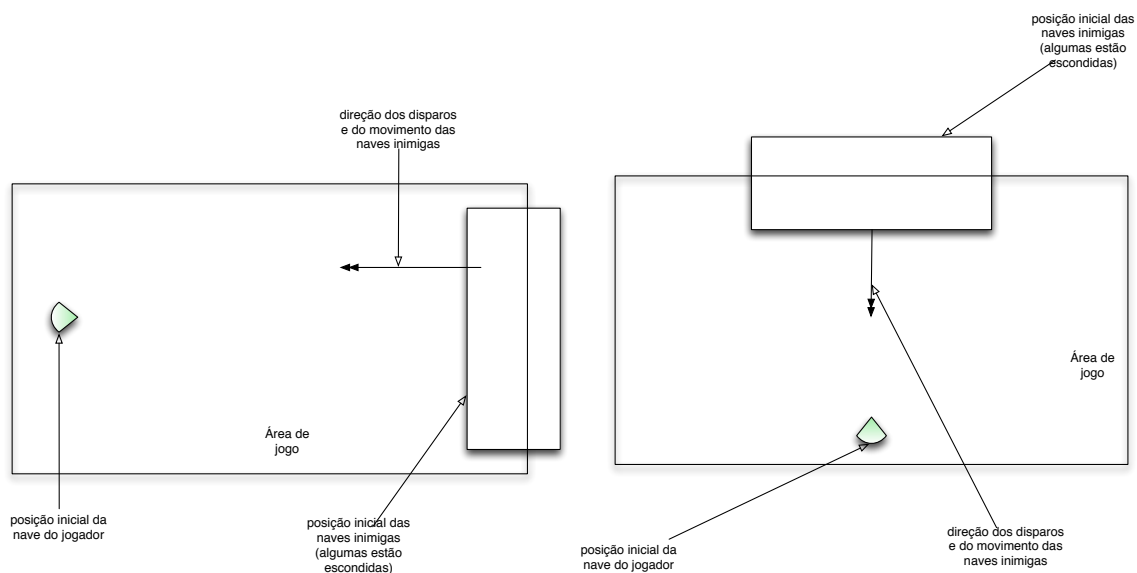 direção dos disparos
e do movimento das
naves inimigas
Área de
jogo
posição inicial da
nave do jogador
posição inicial das
naves inimigas
(algumas estão
escondidas)
posição inicial das
naves inimigas
(algumas estão
escondidas)
Área de
jogo
posição inicial da
nave do jogador
direção dos disparos
e do movimento das
naves inimigas